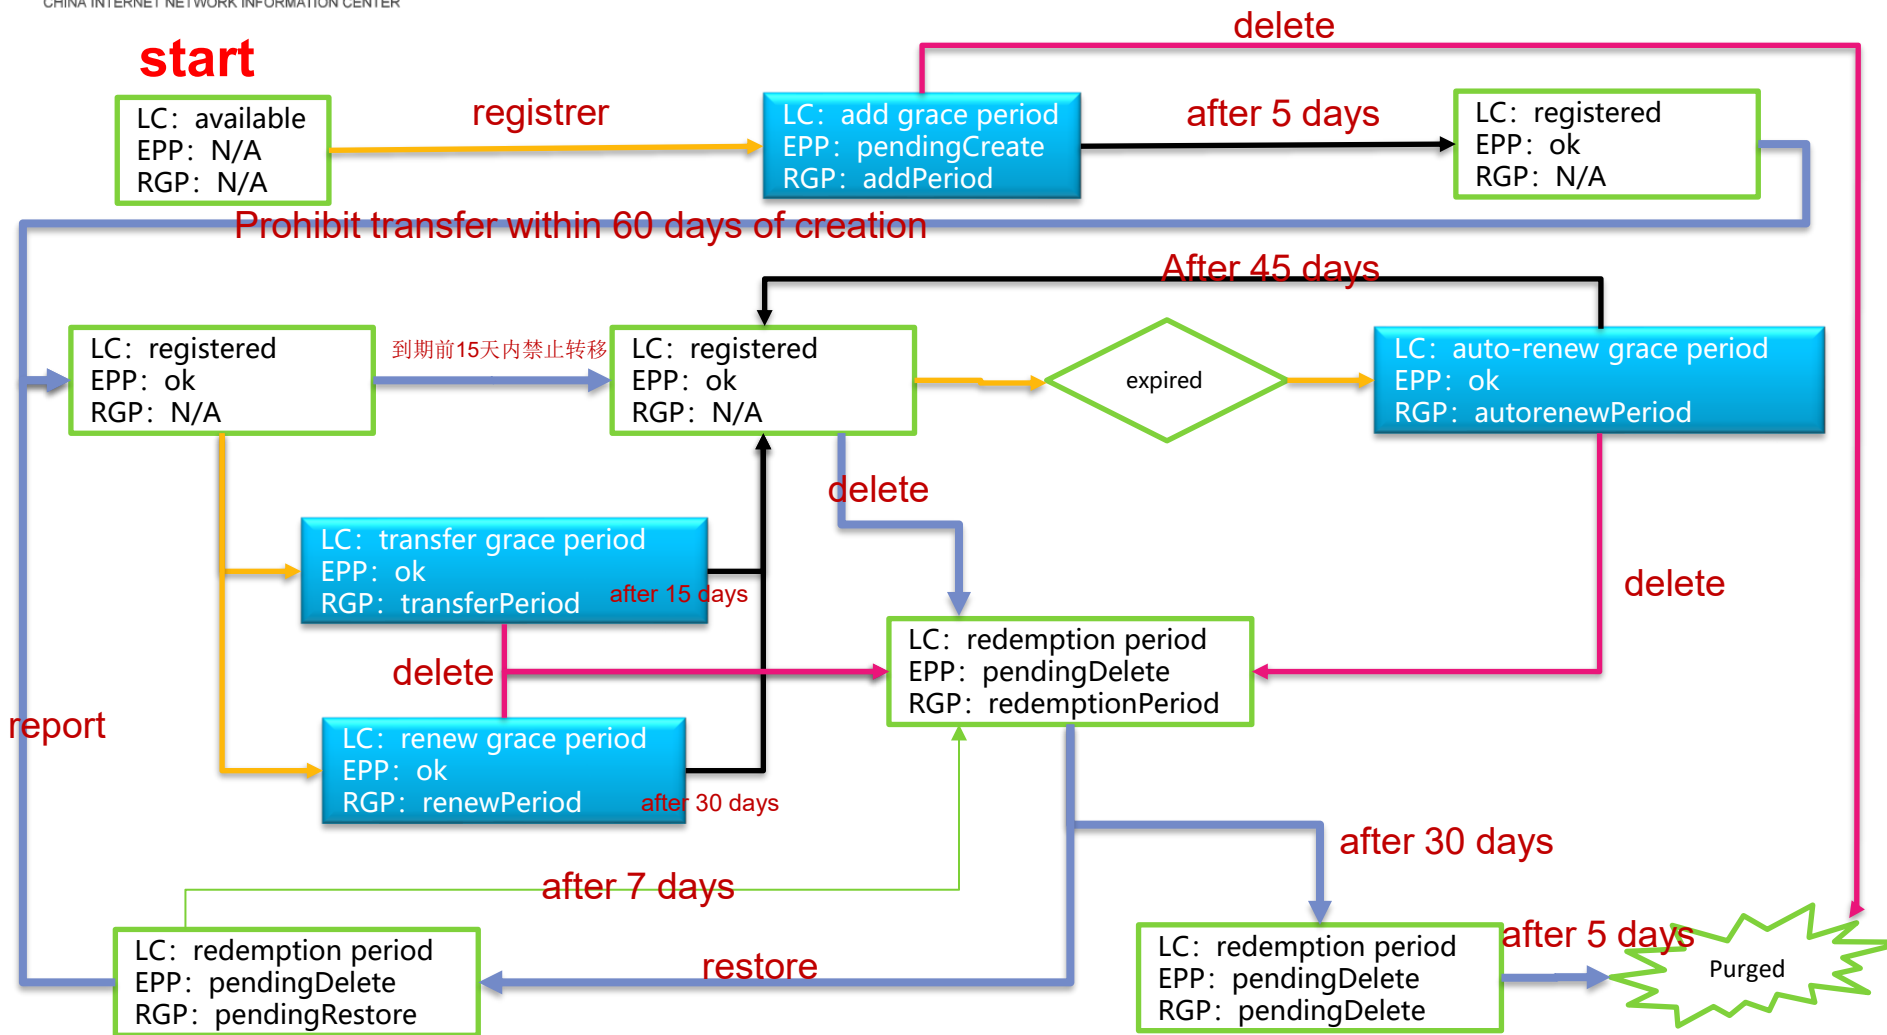 CHINA INTERNET NETWORK INFORMATION CENTER
delete
start
LC: available
EPP: N/A
RGP: N/A
registrer
LC: add grace period
EPP: pendingCreate
RGP: addPeriod
after 5 days
LC: registered
EPP: ok
RGP: N/A
Prohibit transfer within 60 days of creation
After 45 days
LC: registered
EPP: ok
RGP: N/A
到期前15天内禁止转移
LC: registered
EPP: ok
RGP: N/A
expired
LC: auto-renew grace period
EPP: ok
RGP: autorenewPeriod
delete
LC: transfer grace period
EPP: ok
RGP: transferPeriod
after 15 days
delete
LC: redemption period
EPP: pendingDelete
RGP: redemptionPeriod
delete
report
LC: renew grace period
EPP: ok
RGP: renewPeriod
after 30 days
after 30 days
after 7 days
LC: redemption period
EPP: pendingDelete
RGP: pendingRestore
restore
LC: redemption period
EPP: pendingDelete
RGP: pendingDelete
after 5 days
Purged